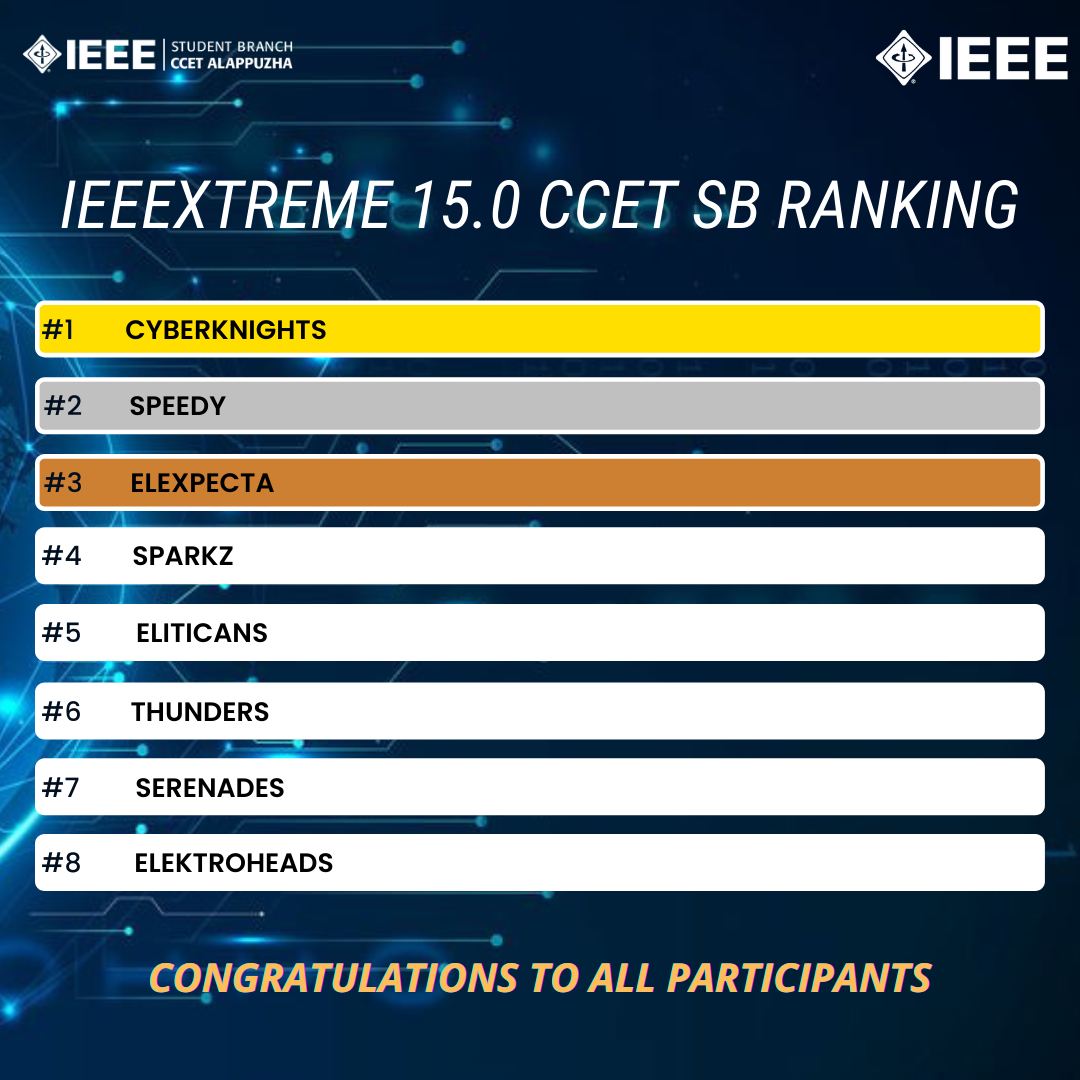 IEEE STUDENT BRANCH
CCET ALAPPUZHA
IEEE
IEEEXTREME 15.0 CCET SB RANKING
#1 CYBERKNIGHTS
#2 SPEEDY
#3 ELEXPECTA
#4 SPARKZ
#5 ELITICANS
#6 THUNDERS
#7 SERENADES
#8 ELEKTROHEADS
CONGRATULATIONS TO ALL PARTICIPANTS